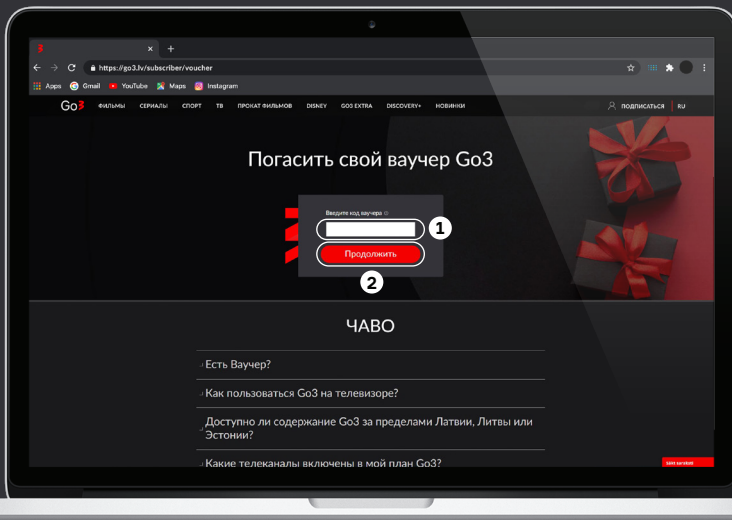 https://go3.lv/subscriber/voucher
Apps Gmail YouTube Maps Instagram
Go3 ФИЛЬМЫ СЕРИАЛЫ СПОРТ ТВ ПРОКАТ ФИЛЬМОВ DISNEY GO3 EXTRA DISCOVERY+ НОВИНКИ ПОДПИСАТЬСЯ RU
Погасить свой ваучер Go3
Введите код ваучера
1
Продолжить
2
ЧАВО
Есть Ваучер?
Как пользоваться Go3 на телевизоре?
Доступно ли содержание Go3 за пределами Латвии, Литвы или
Эстонии?
Какие телеканалы включены в мой план Go3?